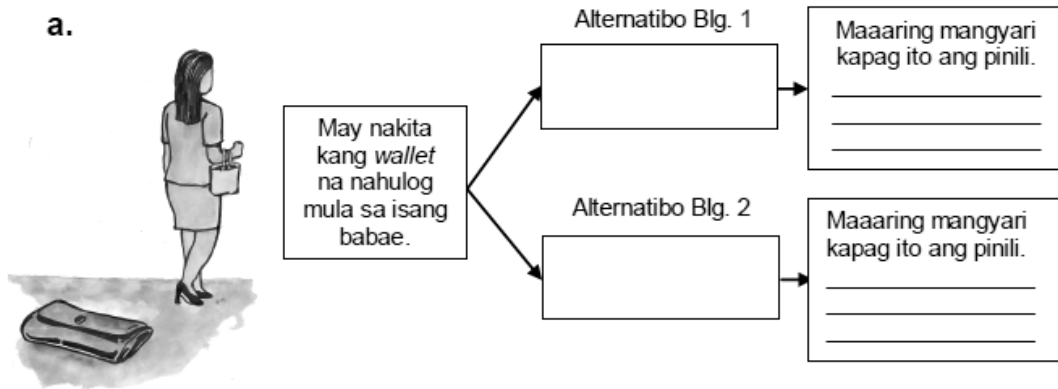 a.
May nakita
kang wallet
na nahulog
mula sa isang
babae.
Alternatibo Blg. 1
Maaaring mangyari
kapag ito ang pinili.
Alternatibo Blg. 2
Maaaring mangyari
kapag ito ang pinili.